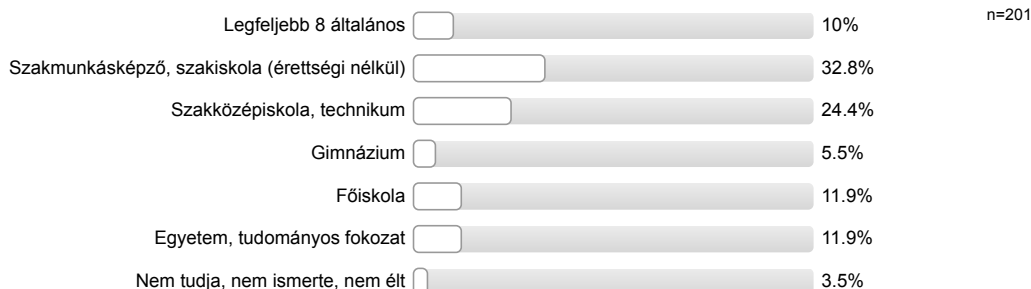 Legfeljebb 8 általános 10% n=201
Szakmunkásképző, szakiskola (érettségi nélkül) 32.8%
Szakközépiskola, technikum 24.4%
Gimnázium 5.5%
Főiskola 11.9%
Egyetem, tudományos fokozat 11.9%
Nem tudja, nem ismerte, nem élt 3.5%